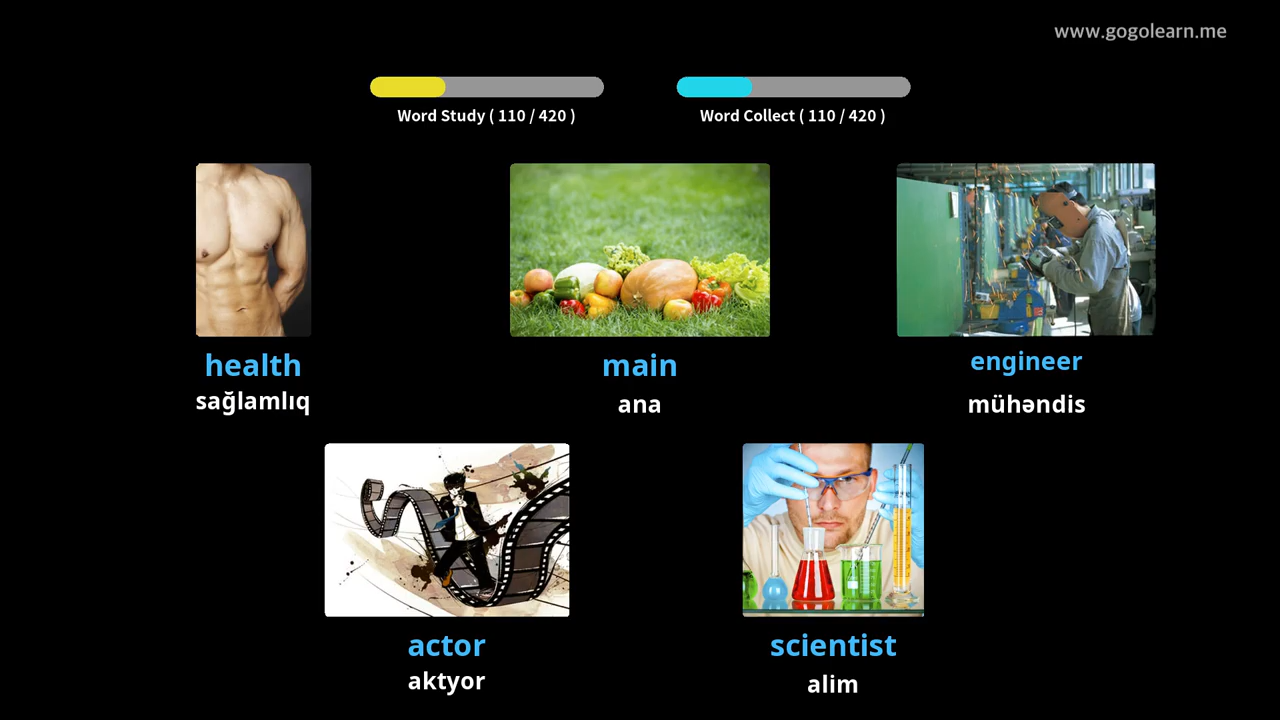 www.gogolearn.me
Word Study ( 110 / 420 )
Word Collect ( 110 / 420 )
health
sağlamlıq
main
ana
engineer
mühəndis
actor
aktyor
scientist
alim